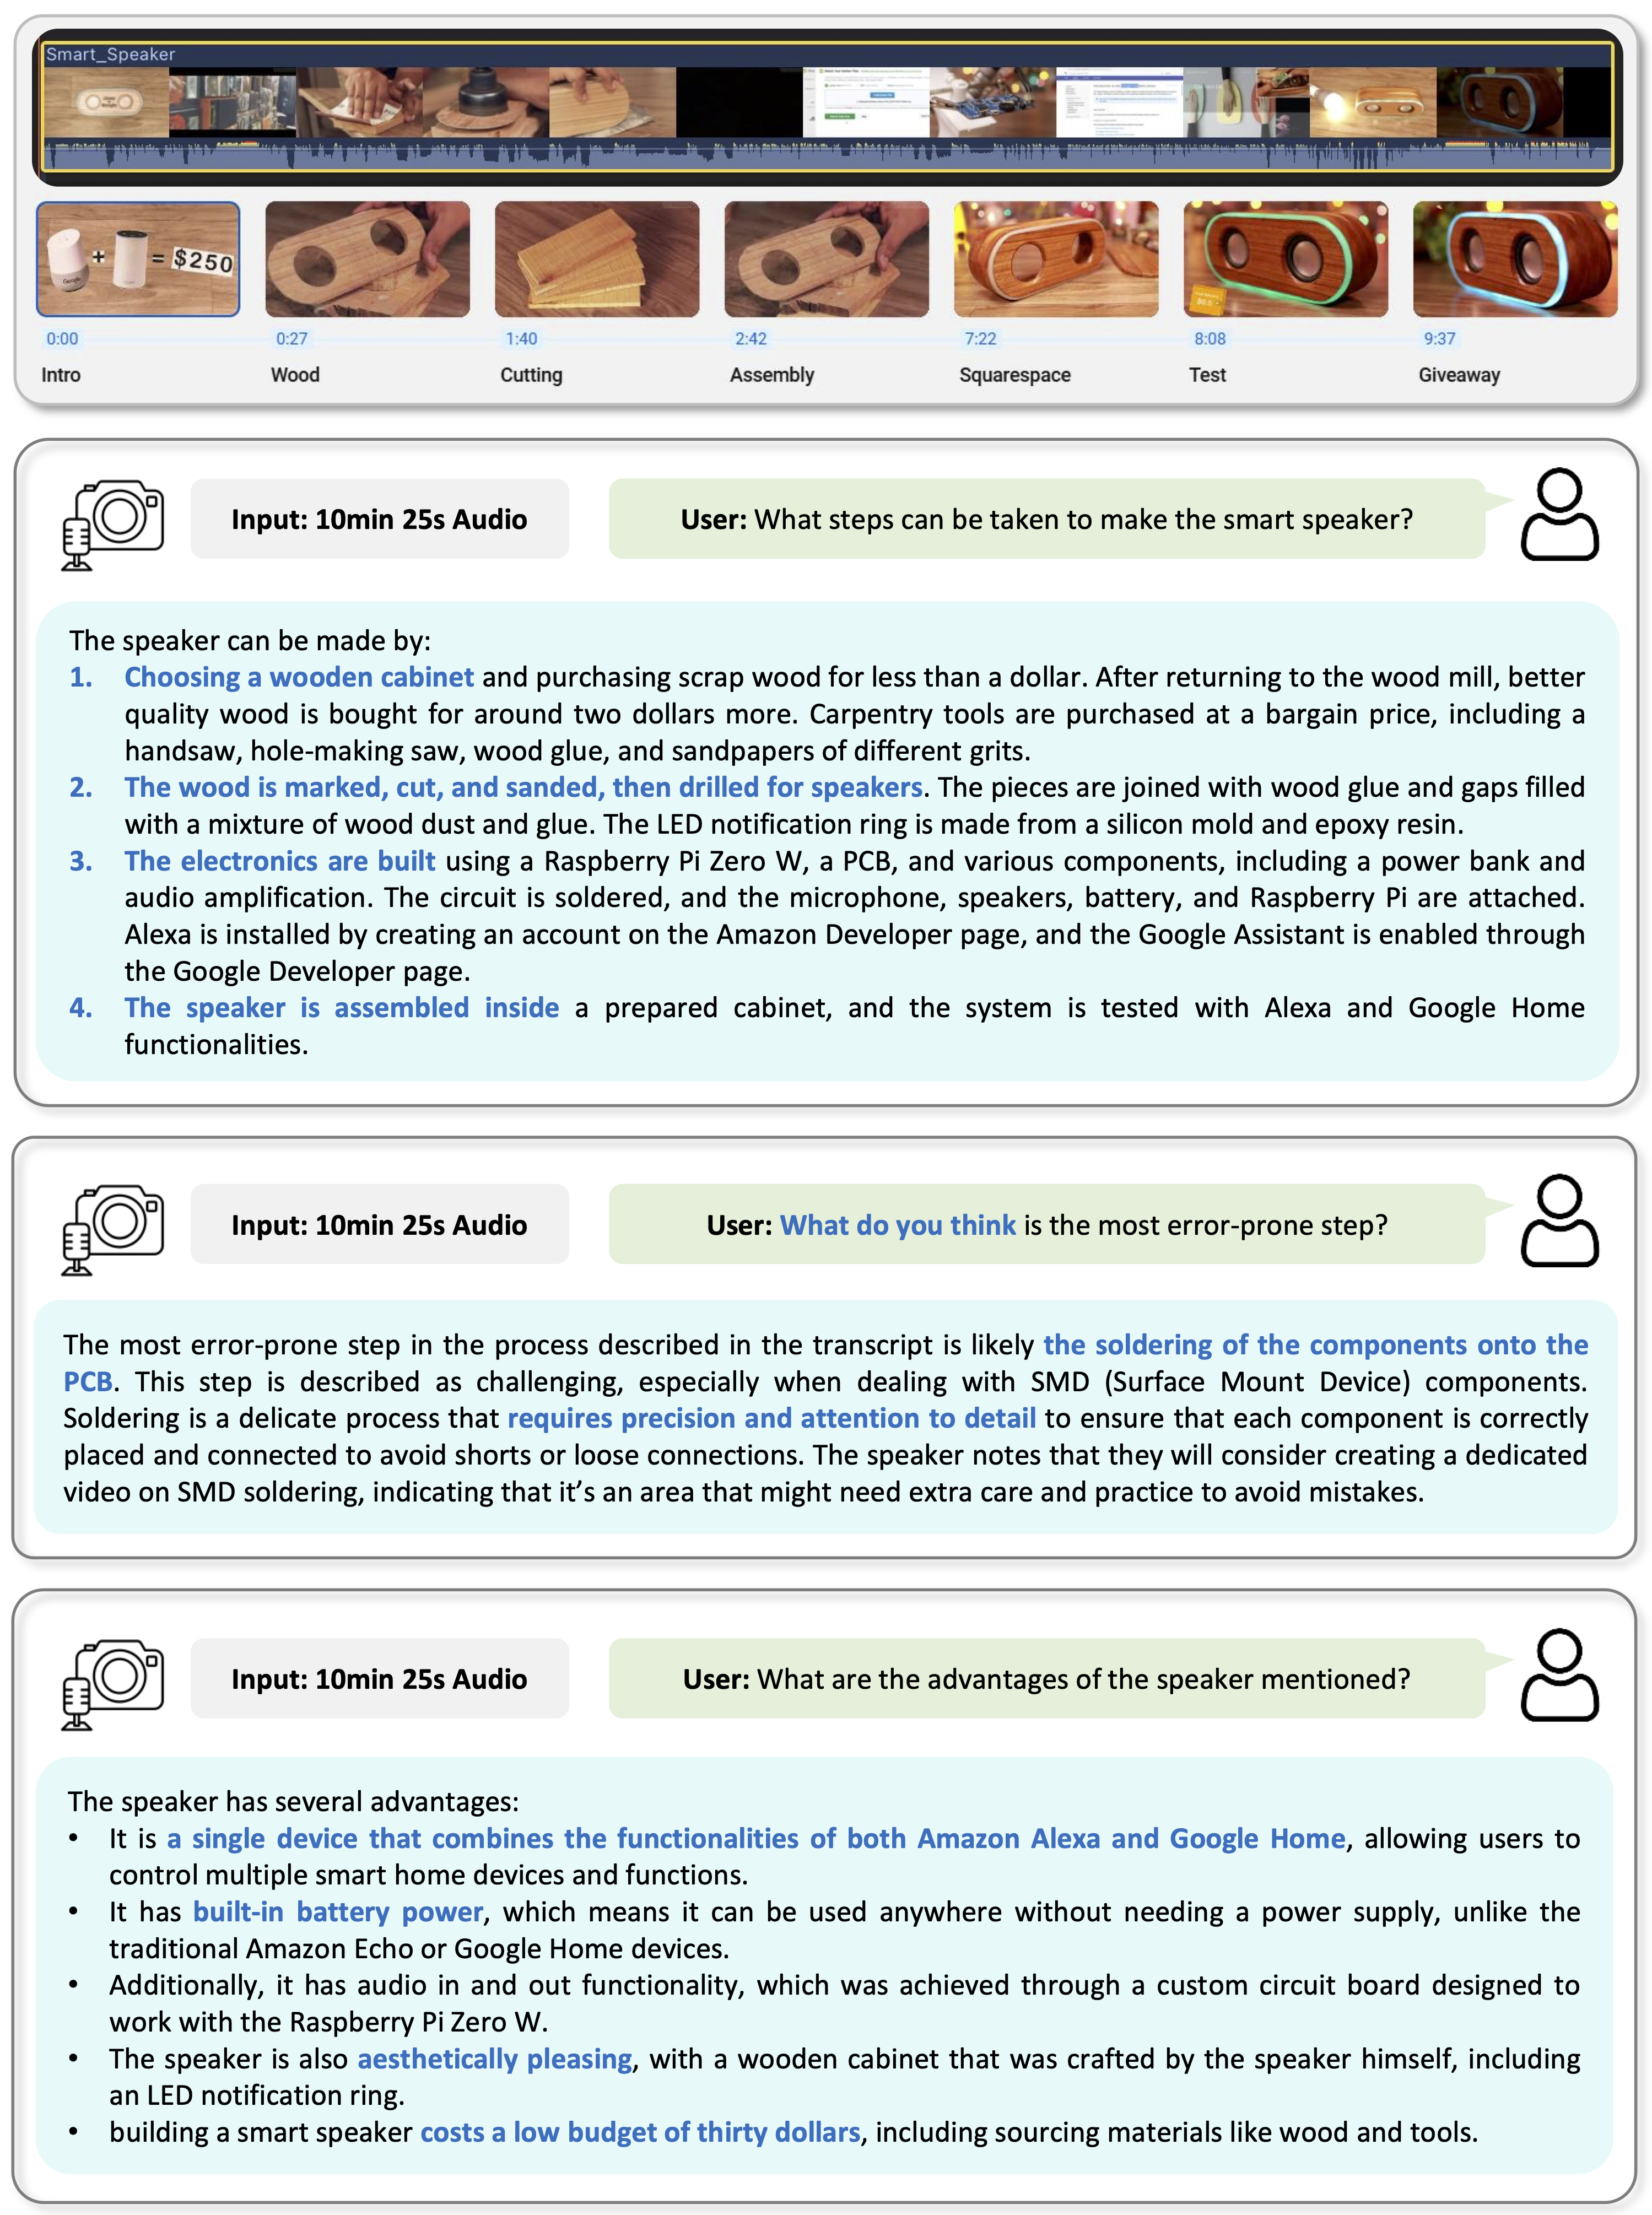 Smart_Speaker
Google
+
= $250
0:00
0:27
1:40
2:42
7:22
8:08
9:37
Intro
Wood
Cutting
Assembly
Squarespace
Test
Giveaway
Input: 10min 25s Audio
User: What steps can be taken to make the smart speaker?
The speaker can be made by:
1. Choosing a wooden cabinet and purchasing scrap wood for less than a dollar. After returning to the wood mill, better
quality wood is bought for around two dollars more. Carpentry tools are purchased at a bargain price, including a
handsaw, hole-making saw, wood glue, and sandpapers of different grits.
2. The wood is marked, cut, and sanded, then drilled for speakers. The pieces are joined with wood glue and gaps filled
with a mixture of wood dust and glue. The LED notification ring is made from a silicon mold and epoxy resin.
3. The electronics are built using a Raspberry Pi Zero W, a PCB, and various components, including a power bank and
audio amplification. The circuit is soldered, and the microphone, speakers, battery, and Raspberry Pi are attached.
Alexa is installed by creating an account on the Amazon Developer page, and the Google Assistant is enabled through
the Google Developer page.
4. The speaker is assembled inside a prepared cabinet, and the system is tested with Alexa and Google Home
functionalities.
Input: 10min 25s Audio
User: What do you think is the most error-prone step?
The most error-prone step in the process described in the transcript is likely the soldering of the components onto the
PCB. This step is described as challenging, especially when dealing with SMD (Surface Mount Device) components.
Soldering is a delicate process that requires precision and attention to detail to ensure that each component is correctly
placed and connected to avoid shorts or loose connections. The speaker notes that they will consider creating a dedicated
video on SMD soldering, indicating that it's an area that might need extra care and practice to avoid mistakes.
Input: 10min 25s Audio
User: What are the advantages of the speaker mentioned?
The speaker has several advantages:
• It is a single device that combines the functionalities of both Amazon Alexa and Google Home, allowing users to
control multiple smart home devices and functions.
• It has built-in battery power, which means it can be used anywhere without needing a power supply, unlike the
traditional Amazon Echo or Google Home devices.
• Additionally, it has audio in and out functionality, which was achieved through a custom circuit board designed to
work with the Raspberry Pi Zero W.
• The speaker is also aesthetically pleasing, with a wooden cabinet that was crafted by the speaker himself, including
an LED notification ring.
• building a smart speaker costs a low budget of thirty dollars, including sourcing materials like wood and tools.